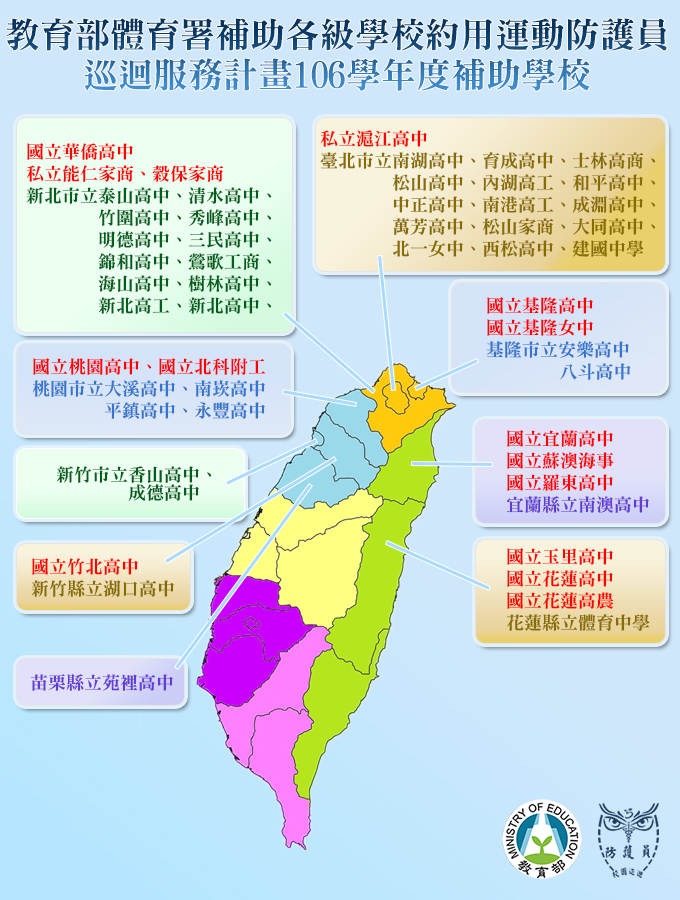 教育部體育署補助各級學校約用運動防護員
巡迴服務計畫106學年度補助學校
國立華僑高中
私立能仁家商、穀保家商
新北市立泰山高中、清水高中、
竹圍高中、秀峰高中、
明德高中、三民高中、
錦和高中、鶯歌工商、
海山高中、樹林高中、
新北高工、新北高中、
私立滬江高中
臺北市立南湖高中、育成高中、士林高商、
松山高中、內湖高工、和平高中、
中正高中、南港高工、成淵高中、
萬芳高中、松山家商、大同高中、
北一女中、西松高中、建國中學
國立基隆高中
國立基隆女中
基隆市立安樂高中
八斗高中
國立桃園高中、國立北科附工
桃園市立大溪高中、南崁高中
平鎮高中、永豐高中
國立宜蘭高中
國立蘇澳海事
國立羅東高中
宜蘭縣立南澳高中
新竹市立香山高中、
成德高中
國立竹北高中
新竹縣立湖口高中
國立玉里高中
國立花蓮高中
國立花蓮高農
花蓮縣立體育中學
苗栗縣立苑裡高中
MINISTRY OF EDUCATION
教育部
防護員
校園巡迴